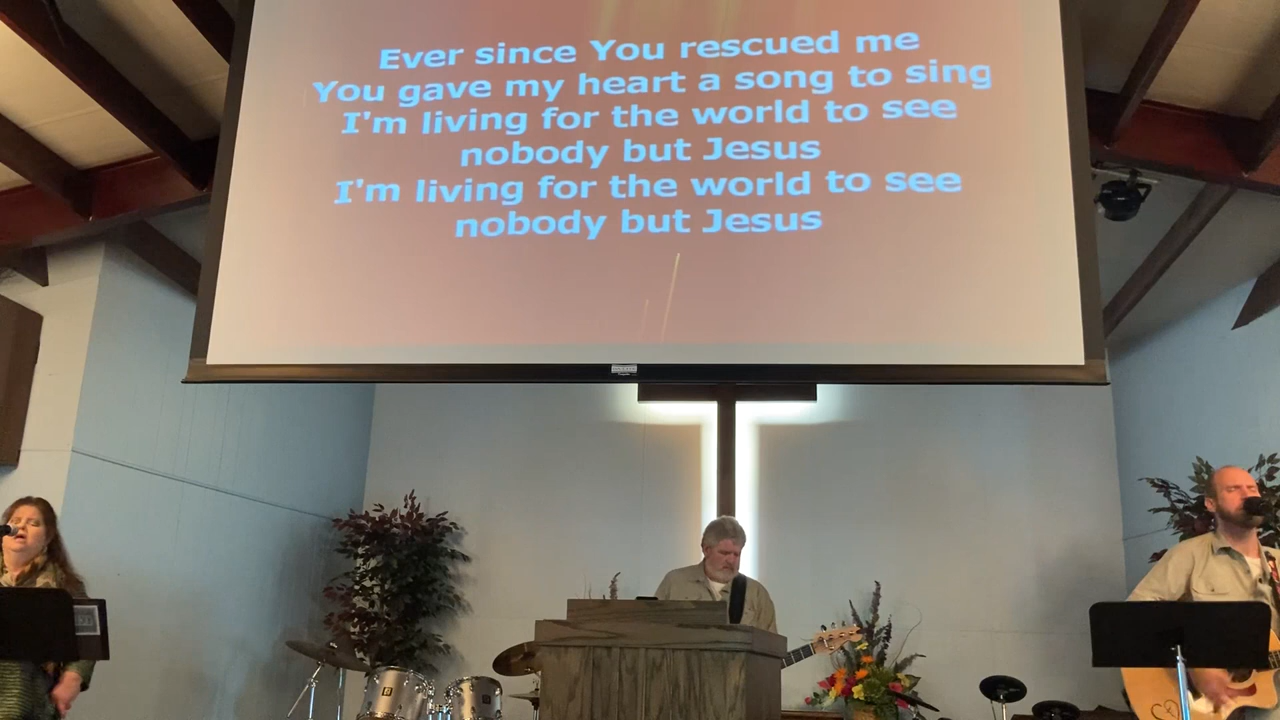 Ever since You rescued me
You gave my heart a song to sing
I'm living for the world to see
nobody but Jesus
I'm living for the world to see
nobody but Jesus